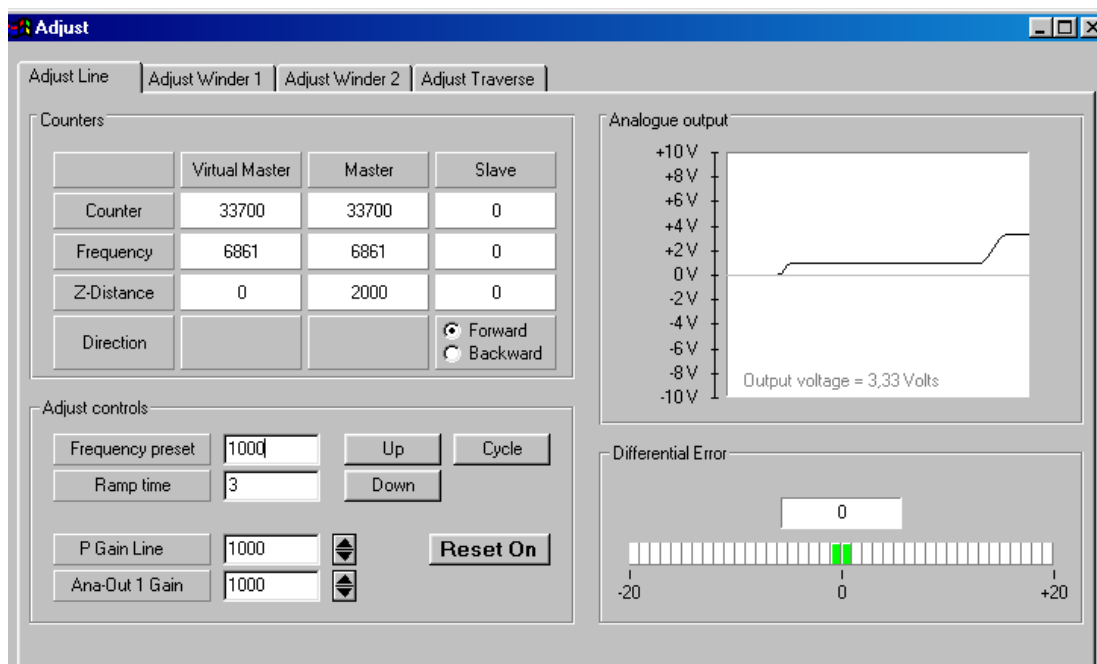 Adjust
Adjust Line Adjust Winder 1 Adjust Winder 2 Adjust Traverse
Counters
Virtual Master Master Slave
Counter 33700 33700 0
Frequency 6861 6861 0
Z-Distance 0 2000 0
Direction Forward
Backward
Adjust controls
Frequency preset 1000 Up Cycle
Ramp time 3 Down
P Gain Line 1000 Reset On
Ana-Out 1 Gain 1000
Analogue output
+10 V
+8 V
+6 V
+4 V
+2 V
0 V
-2 V
-4 V
-6 V
-8 V
-10 V
Output voltage = 3,33 Volts
Differential Error
0
-20 0 +20